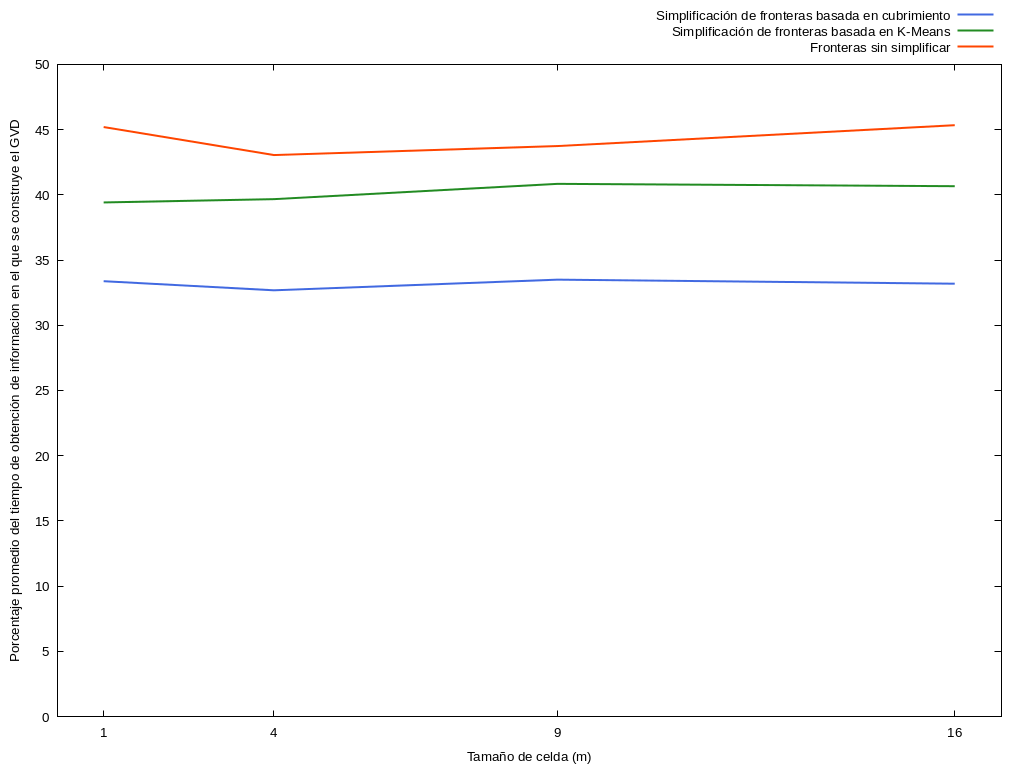 Simplificación de fronteras basada en cubrimiento
Simplificación de fronteras basada en K-Means
Fronteras sin simplificar
Porcentaje promedio del tiempo de obtención de informacion en el que se construye el GVD
50
45
40
35
30
25
20
15
10
5
0
1 4 9 16
Tamaño de celda (m)